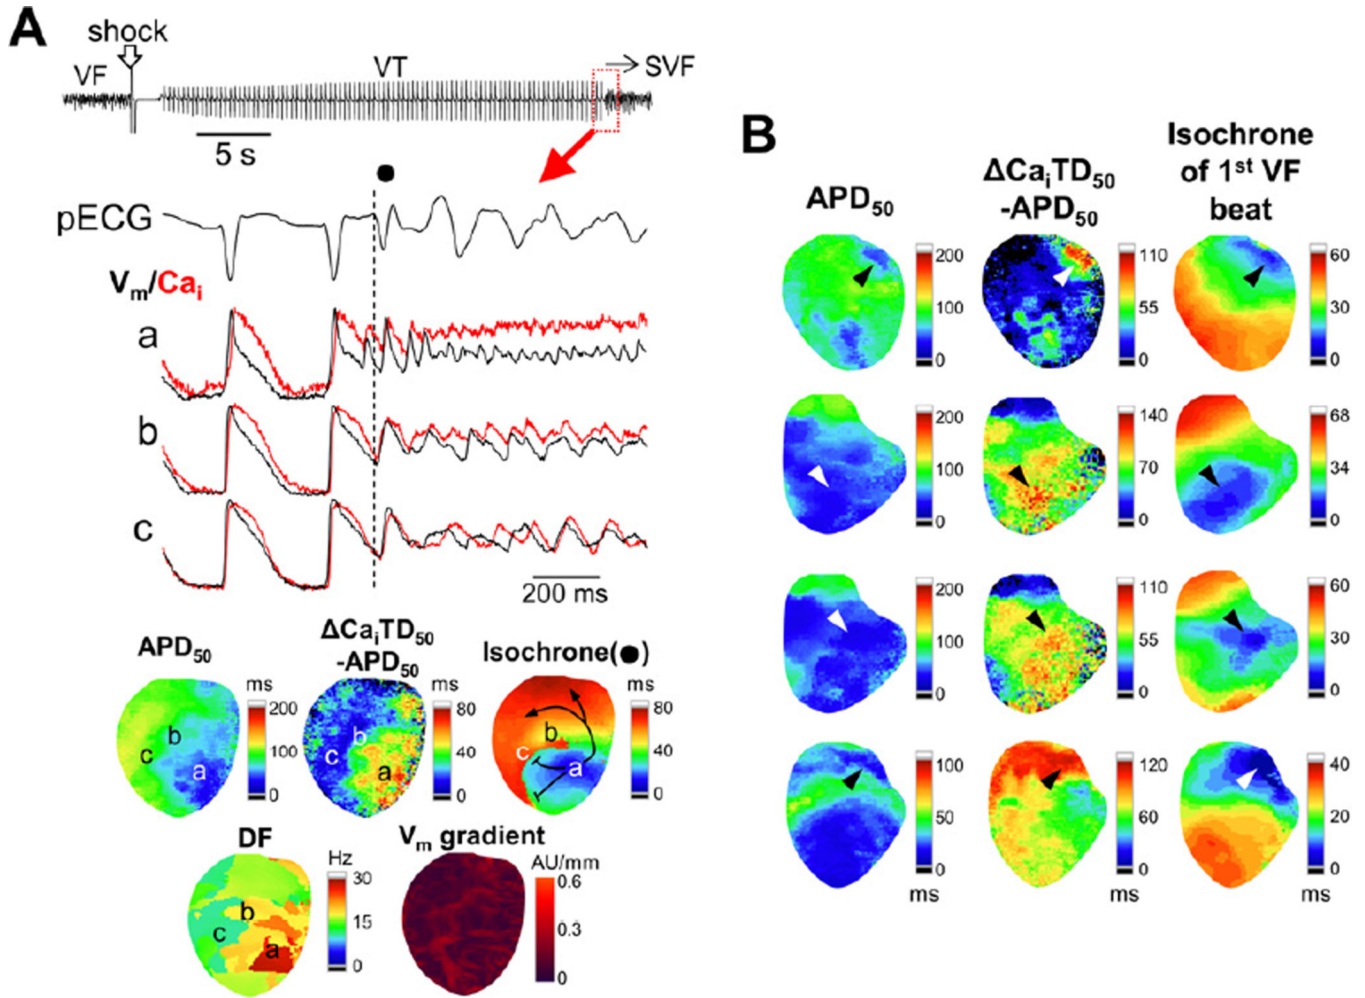 A
shock
VF
VT
→ SVF
5 s
pECG
Vm/Cai
a
b
c
200 ms
APD50
ΔCaiTD50
-APD50
Isochrone(●)
ms
200
100
0
c
b
a
ms
80
40
0
c
b
a
ms
80
40
0
c
b
a
DF
Hz
30
15
0
b
c
a
Vm gradient
AU/mm
0.6
0.3
0
B
APD50
ΔCaiTD50
-APD50
Isochrone
of 1st VF
beat
200
100
0
110
55
0
60
30
0
200
100
0
140
70
0
68
34
0
200
100
0
110
55
0
60
30
0
100
50
0
ms
120
60
0
ms
40
20
0
ms